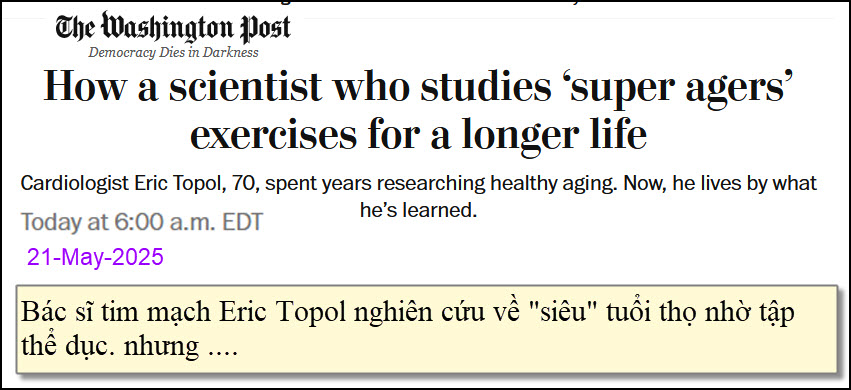 The Washington Post
Democracy Dies in Darkness
How a scientist who studies ‘super agers’
exercises for a longer life
Cardiologist Eric Topol, 70, spent years researching healthy aging. Now, he lives by what
he’s learned.
Today at 6:00 a.m. EDT
21-May-2025
Bác sĩ tim mạch Eric Topol nghiên cứu về "siêu" tuổi thọ nhờ tập
thể dục. nhưng ....